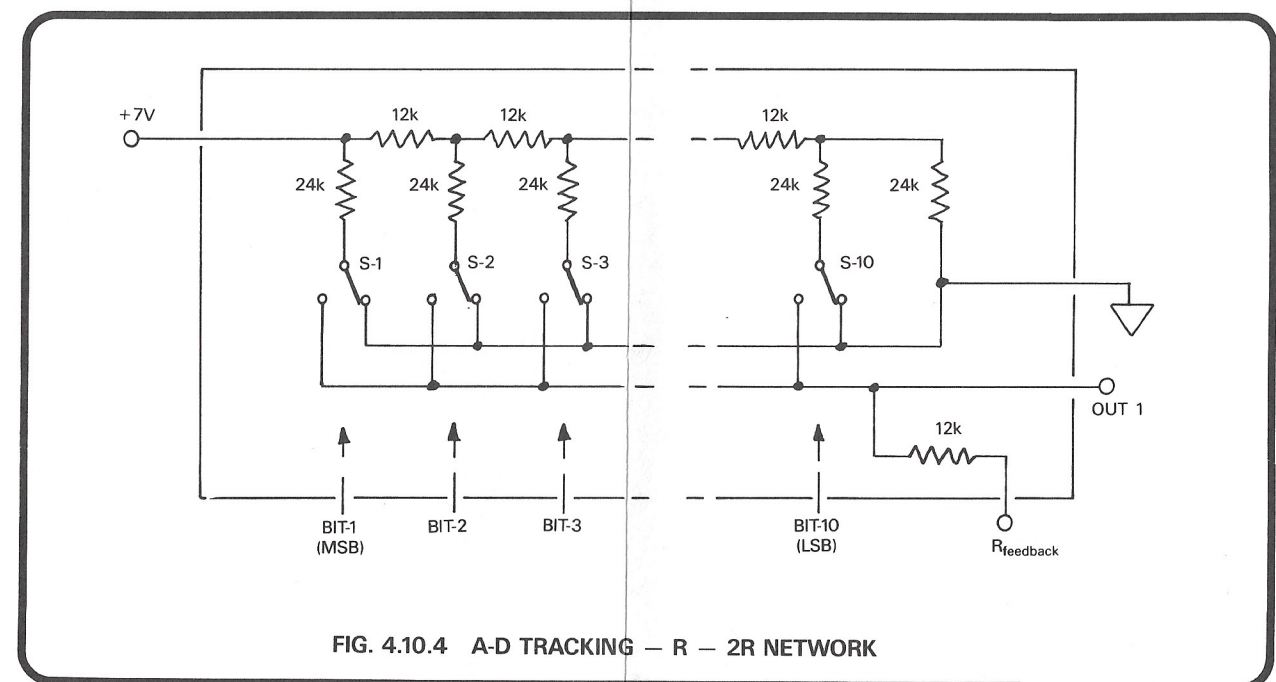 +7V
12k 12k 12k
24k 24k 24k 24k 24k
S-1 S-2 S-3 S-10
OUT 1
12k
BIT-1 BIT-2 BIT-3 BIT-10
(MSB) (LSB)
Rfeedback
FIG. 4.10.4 A-D TRACKING — R — 2R NETWORK